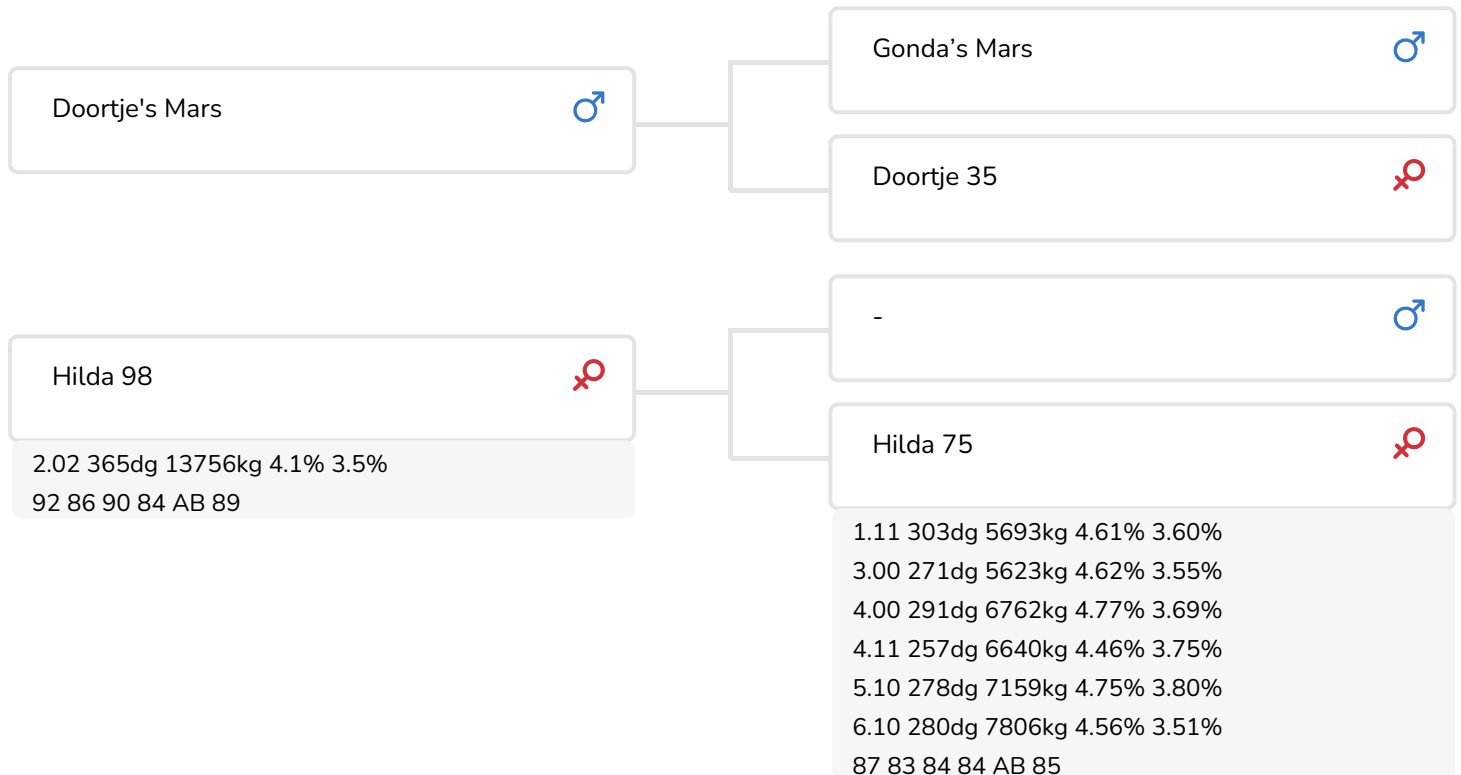 Doortje's Mars
Gonda’s Mars
Doortje 35
Hilda 98
2.02 365dg 13756kg 4.1% 3.5%
92 86 90 84 AB 89
-
Hilda 75
1.11 303dg 5693kg 4.61% 3.60%
3.00 271dg 5623kg 4.62% 3.55%
4.00 291dg 6762kg 4.77% 3.69%
4.11 257dg 6640kg 4.46% 3.75%
5.10 278dg 7159kg 4.75% 3.80%
6.10 280dg 7806kg 4.56% 3.51%
87 83 84 84 AB 85